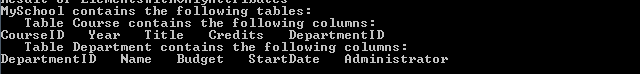 MySchool contains the following tables:
Table Course contains the following columns:
CourseID Year Title Credits DepartmentID
Table Department contains the following columns:
DepartmentID Name Budget StartDate Administrator